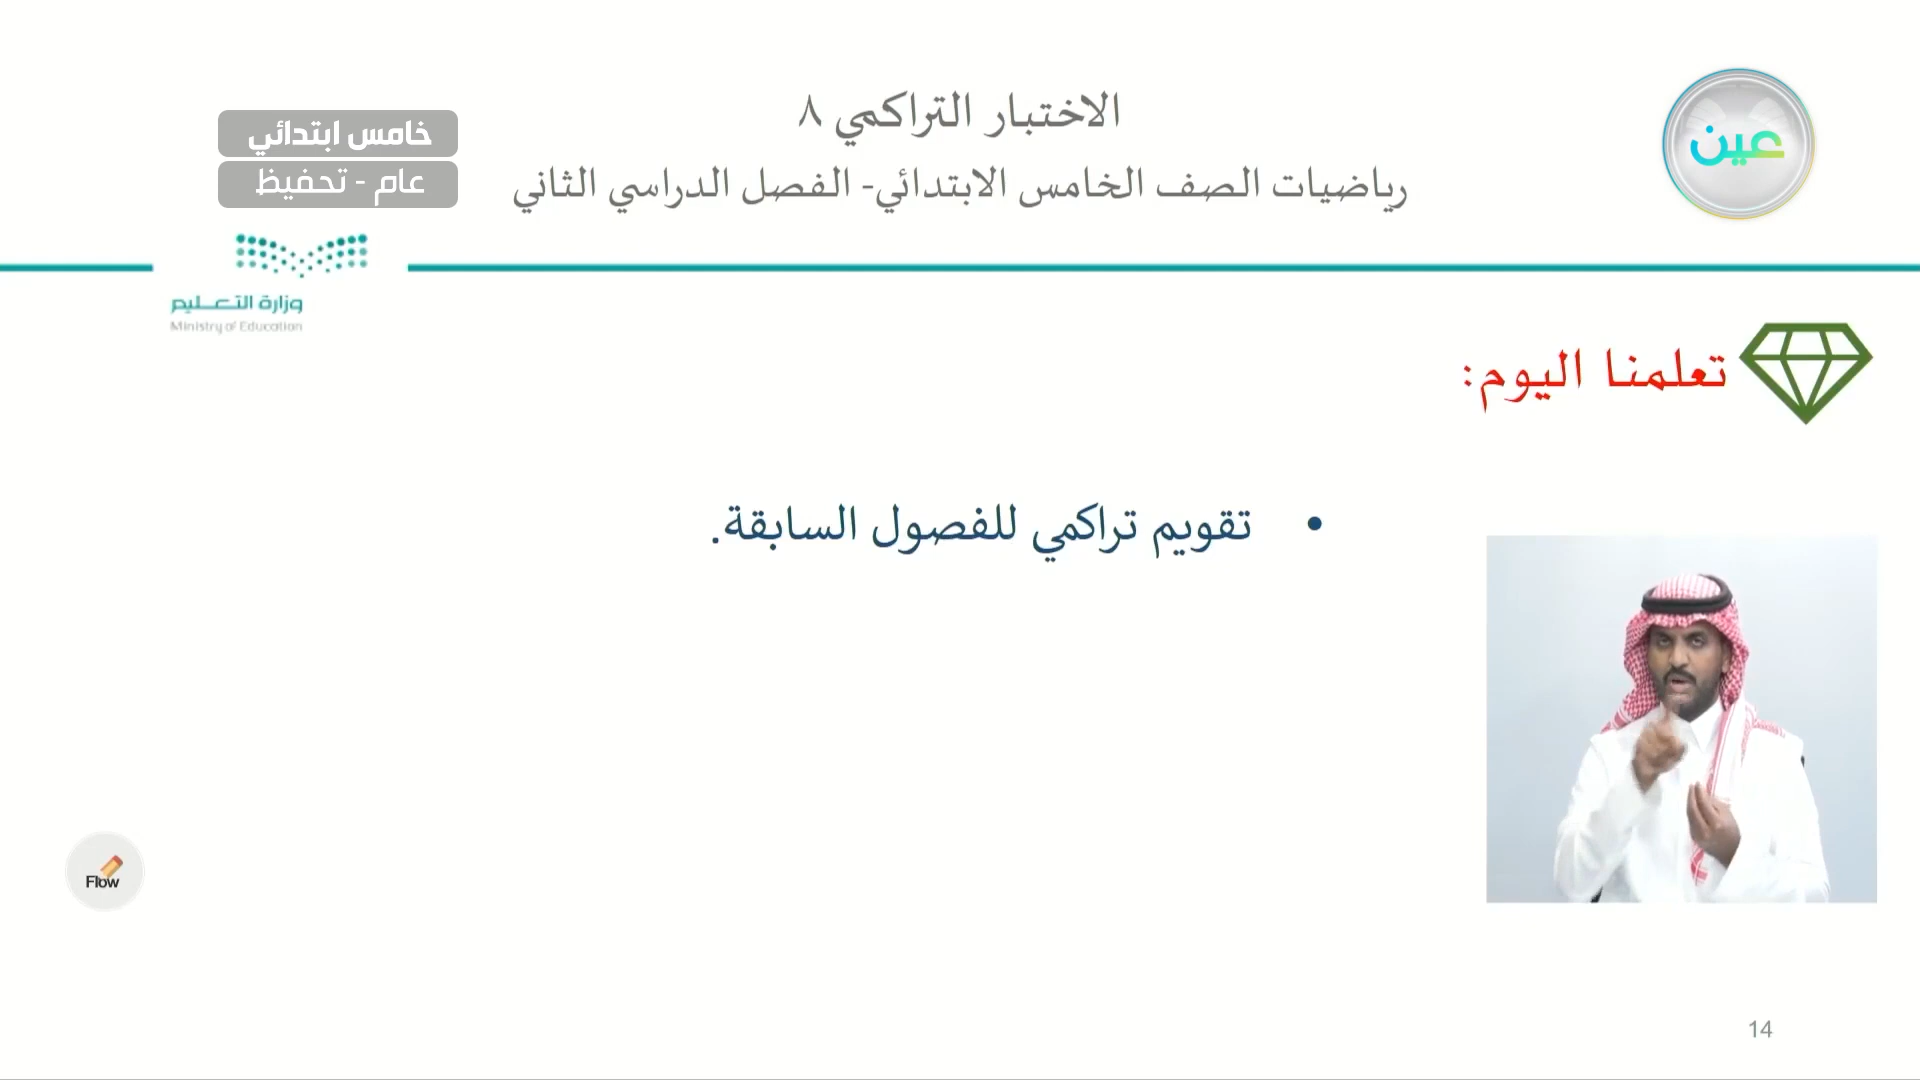 الاختبار التراكمي ٨
رياضيات الصف الخامس الابتدائي- الفصل الدراسي الثاني
خامس ابتدائي
عام - تحفيظ
عين
وزارة التعليم
Ministry of Education
تعلمنا اليوم:
• تقويم تراكمي للفصول السابقة.
Flow
14